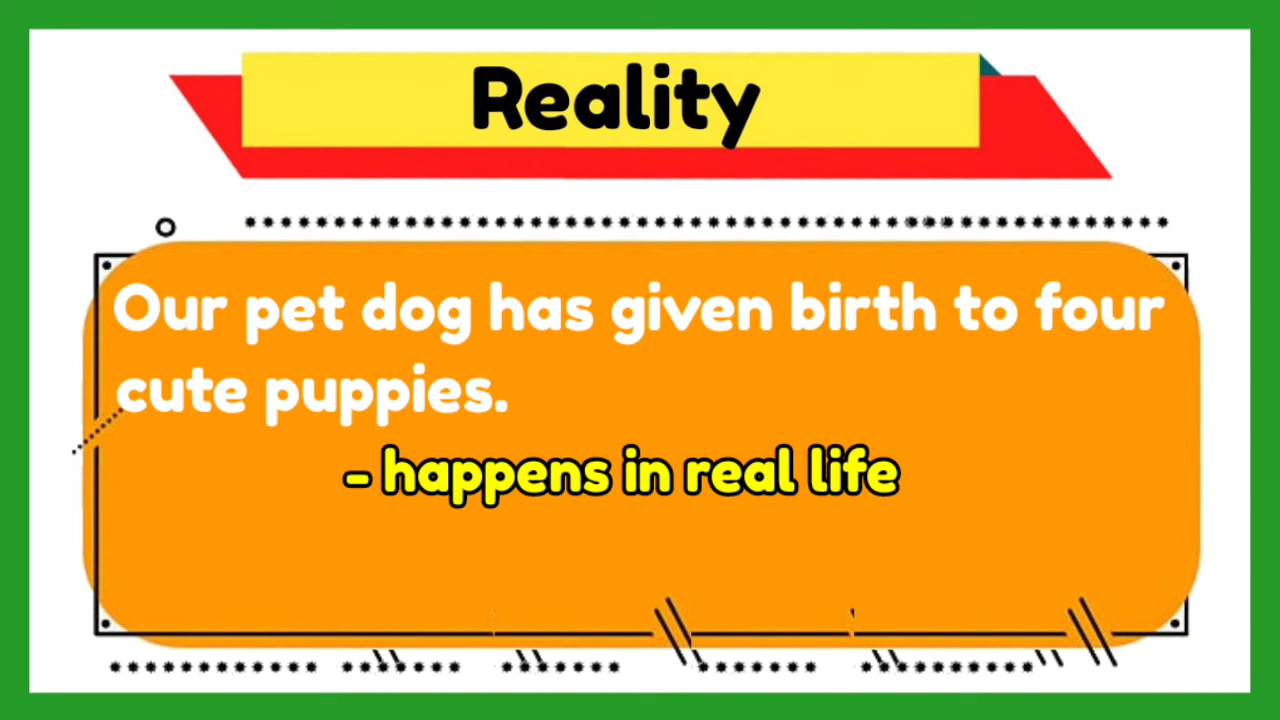 Reality
Our pet dog has given birth to four
cute puppies.
- happens in real life